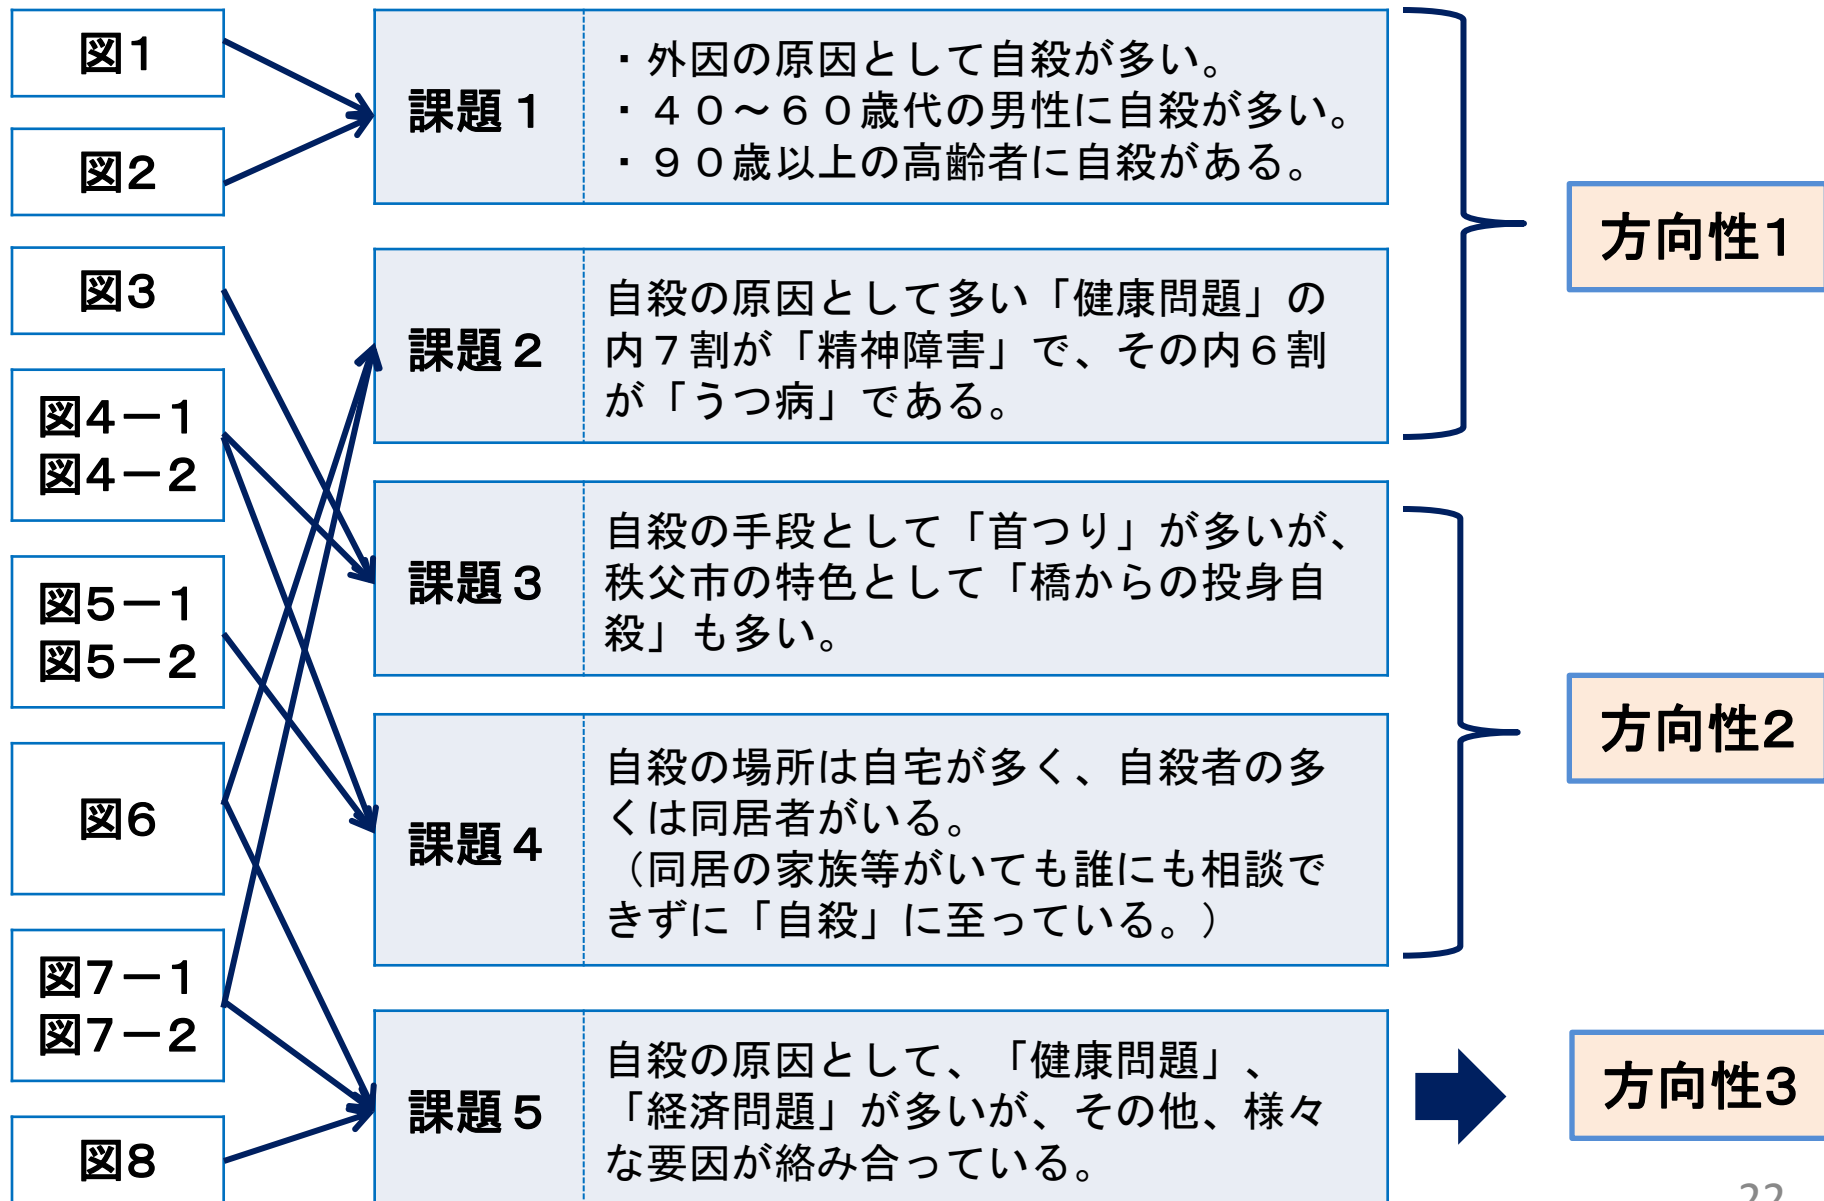 図1
図2
図3
図4－1
図4－2
図5－1
図5－2
図6
図7－1
図7－2
図8
課題１
・外因の原因として自殺が多い。
・４０～６０歳代の男性に自殺が多い。
・９０歳以上の高齢者に自殺がある。
課題２
自殺の原因として多い「健康問題」の
内７割が「精神障害」で、その内６割
が「うつ病」である。
課題３
自殺の手段として「首つり」が多いが、
秩父市の特色として「橋からの投身自
殺」も多い。
課題４
自殺の場所は自宅が多く、自殺者の多
くは同居者がいる。
（同居の家族等がいても誰にも相談で
きずに「自殺」に至っている。）
課題５
自殺の原因として、「健康問題」、
「経済問題」が多いが、その他、様々
な要因が絡み合っている。
方向性1
方向性2
方向性3
22